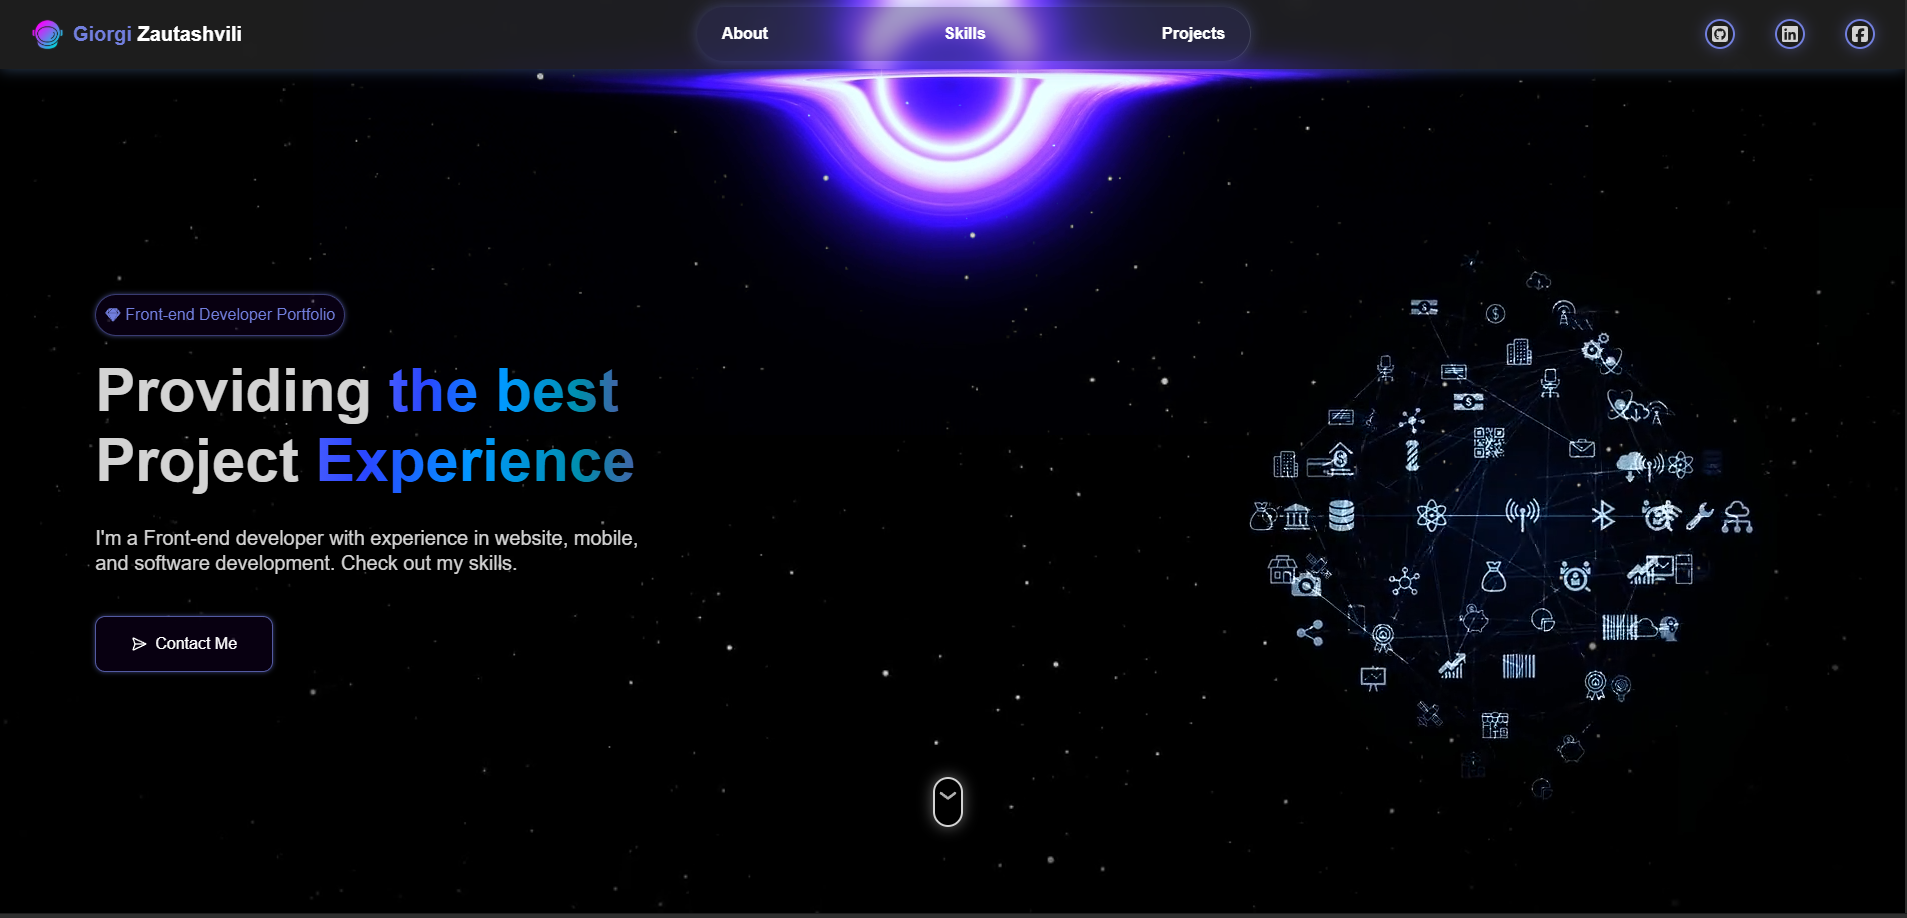 Giorgi Zautashvili
About
Skills
Projects
Front-end Developer Portfolio
Providing the best
Project Experience
I'm a Front-end developer with experience in website, mobile,
and software development. Check out my skills.
Contact Me